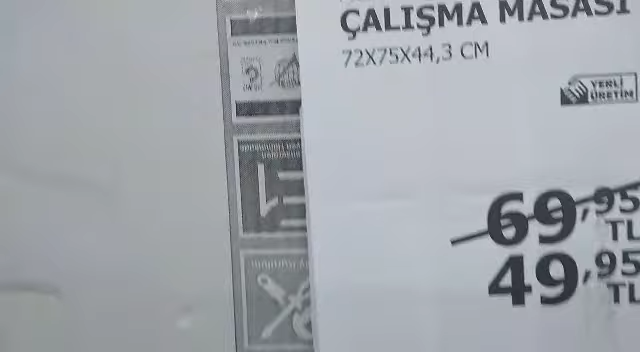 ÇALIŞMA MASASI
72X75X44,3 CM
YERLİ
ÜRETİM
69,95
TL
49,95
TL